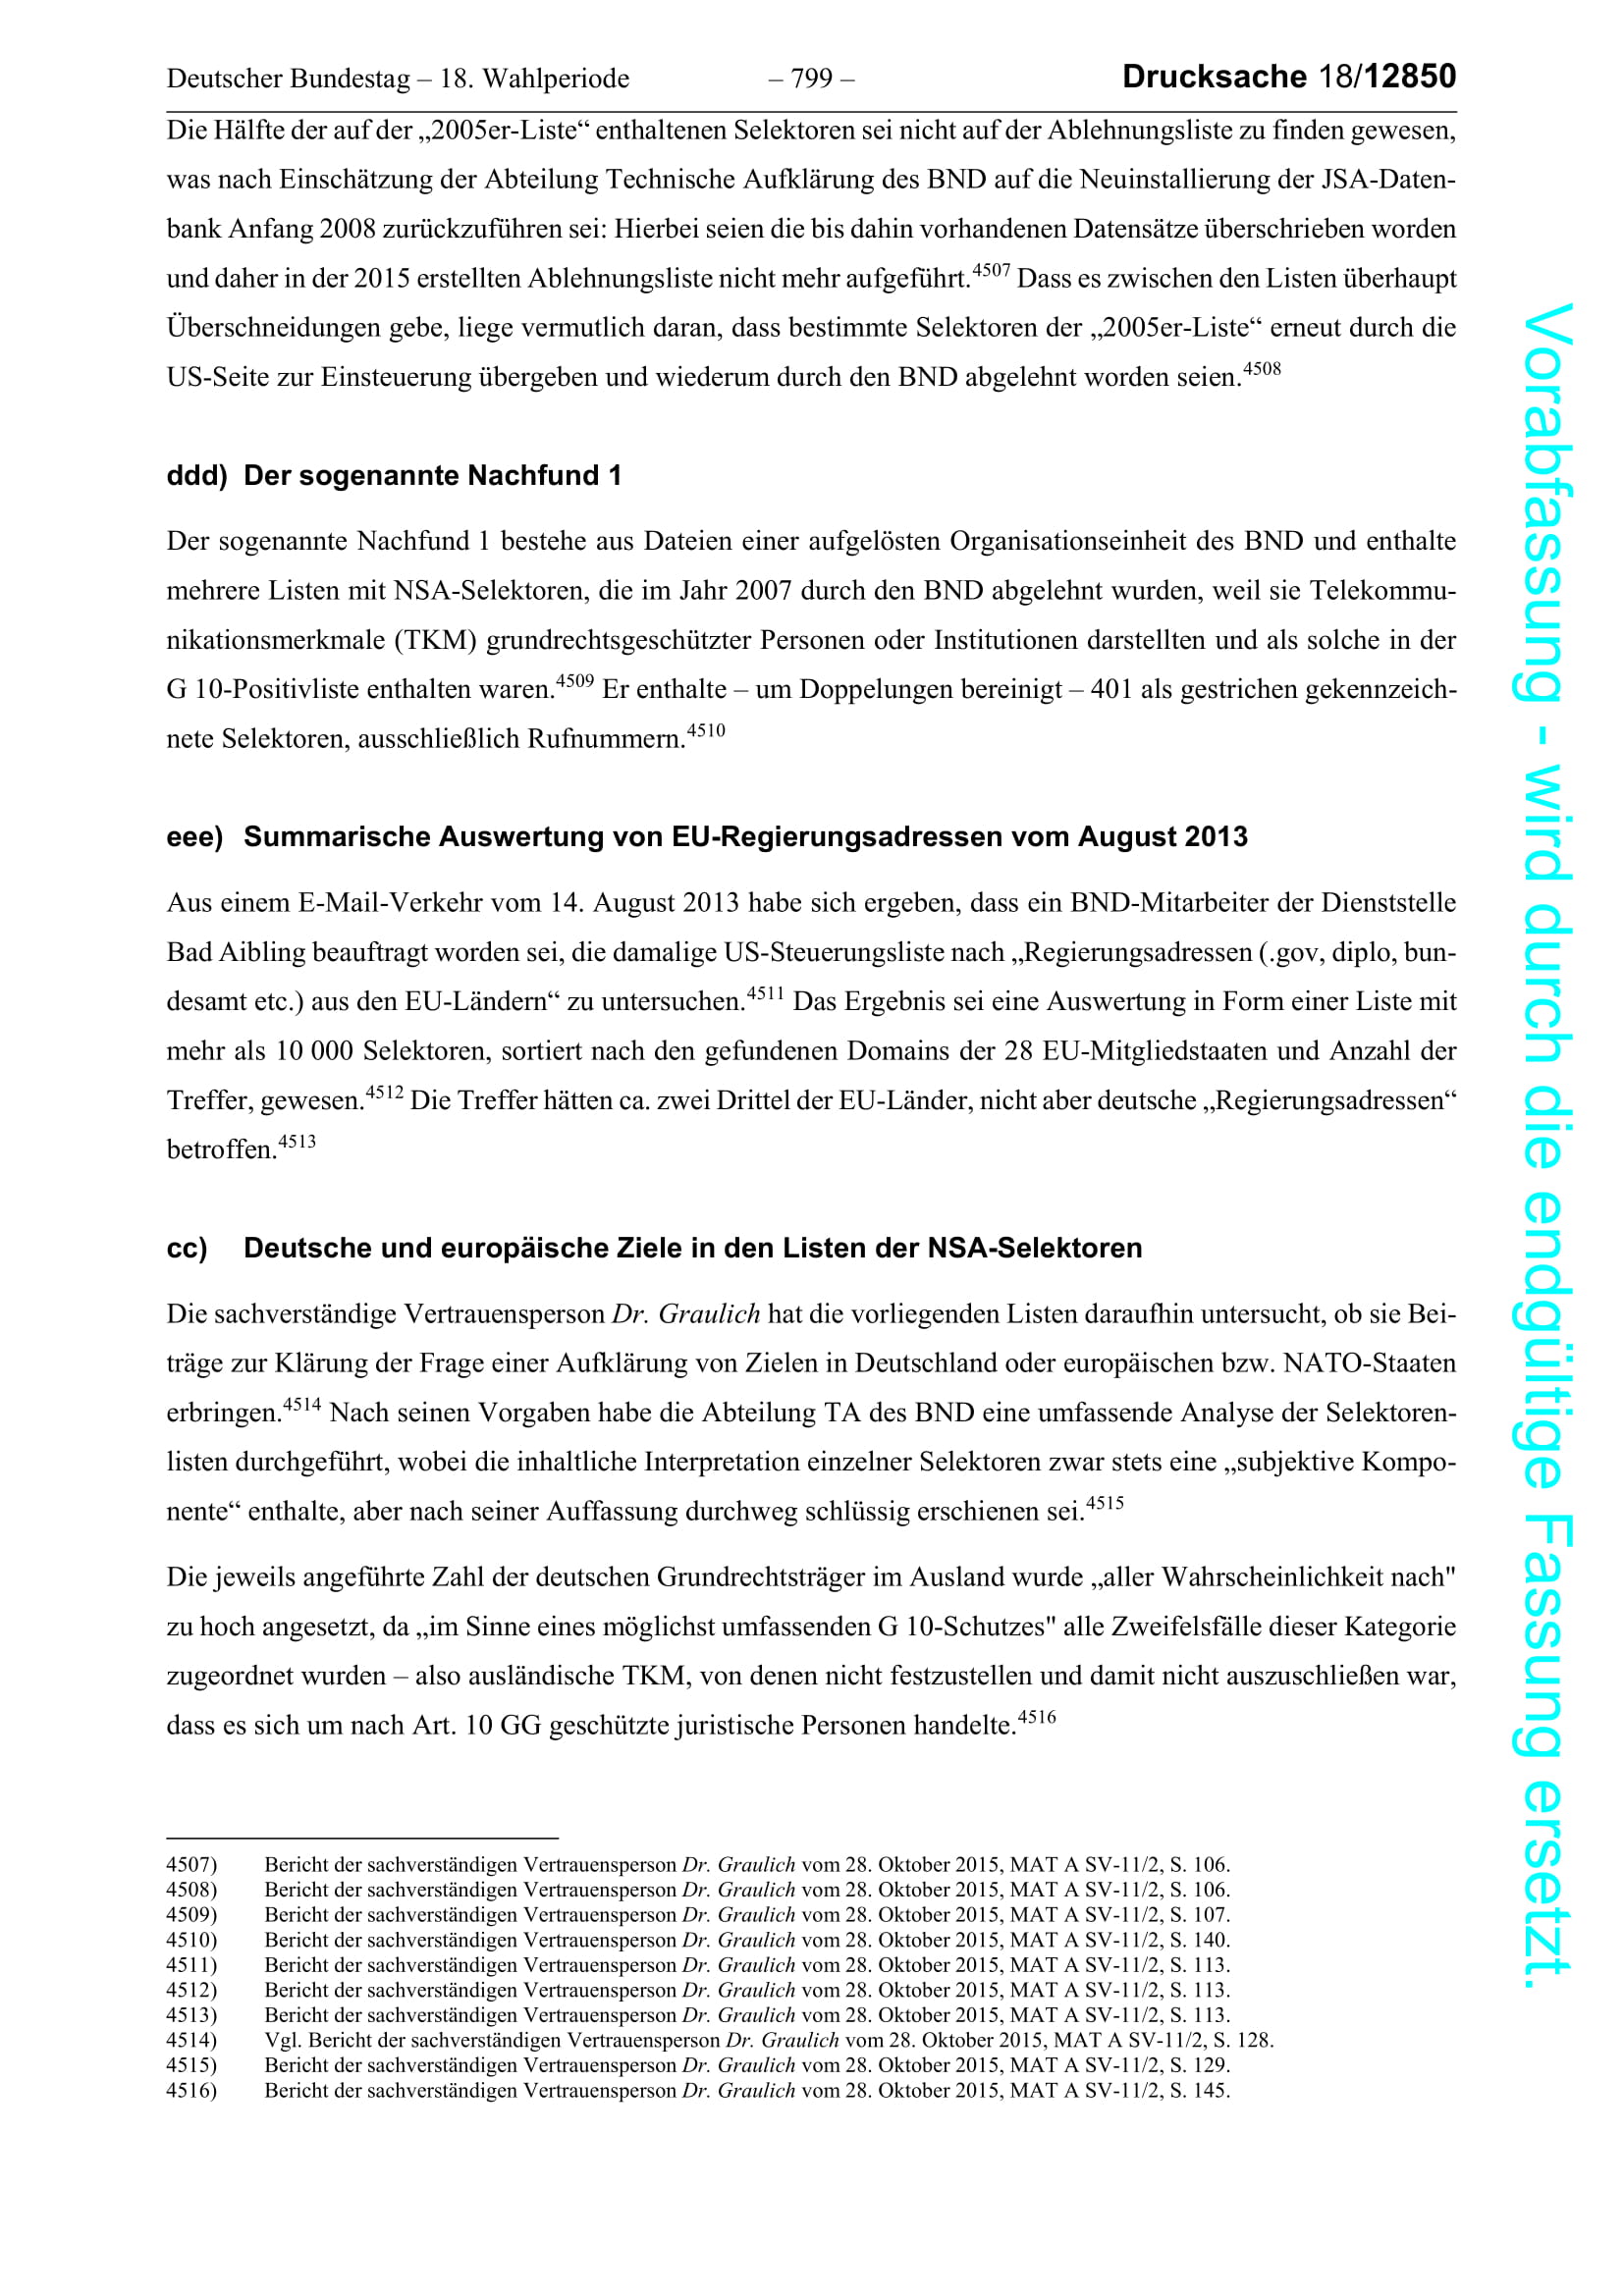 Deutscher Bundestag – 18. Wahlperiode – 799 – Drucksache 18/12850
Die Hälfte der auf der „2005er-Liste“ enthaltenen Selektoren sei nicht auf der Ablehnungsliste zu finden gewesen,
was nach Einschätzung der Abteilung Technische Aufklärung des BND auf die Neuinstallierung der JSA-Daten-
bank Anfang 2008 zurückzuführen sei: Hierbei seien die bis dahin vorhandenen Datensätze überschrieben worden
und daher in der 2015 erstellten Ablehnungsliste nicht mehr aufgeführt.4507 Dass es zwischen den Listen überhaupt
Überschneidungen gebe, liege vermutlich daran, dass bestimmte Selektoren der „2005er-Liste“ erneut durch die
US-Seite zur Einsteuerung übergeben und wiederum durch den BND abgelehnt worden seien.4508
ddd) Der sogenannte Nachfund 1
Der sogenannte Nachfund 1 bestehe aus Dateien einer aufgelösten Organisationseinheit des BND und enthalte
mehrere Listen mit NSA-Selektoren, die im Jahr 2007 durch den BND abgelehnt wurden, weil sie Telekommu-
nikationsmerkmale (TKM) grundrechtsgeschützter Personen oder Institutionen darstellten und als solche in der
G 10-Positivliste enthalten waren.4509 Er enthalte – um Doppelungen bereinigt – 401 als gestrichen gekennzeich-
nete Selektoren, ausschließlich Rufnummern.4510
eee) Summarische Auswertung von EU-Regierungsadressen vom August 2013
Aus einem E-Mail-Verkehr vom 14. August 2013 habe sich ergeben, dass ein BND-Mitarbeiter der Dienststelle
Bad Aibling beauftragt worden sei, die damalige US-Steuerungsliste nach „Regierungsadressen (.gov, diplo, bun-
desamt etc.) aus den EU-Ländern“ zu untersuchen.4511 Das Ergebnis sei eine Auswertung in Form einer Liste mit
mehr als 10 000 Selektoren, sortiert nach den gefundenen Domains der 28 EU-Mitgliedstaaten und Anzahl der
Treffer, gewesen.4512 Die Treffer hätten ca. zwei Drittel der EU-Länder, nicht aber deutsche „Regierungsadressen“
betroffen.4513
cc) Deutsche und europäische Ziele in den Listen der NSA-Selektoren
Die sachverständige Vertrauensperson Dr. Graulich hat die vorliegenden Listen daraufhin untersucht, ob sie Bei-
träge zur Klärung der Frage einer Aufklärung von Zielen in Deutschland oder europäischen bzw. NATO-Staaten
erbringen.4514 Nach seinen Vorgaben habe die Abteilung TA des BND eine umfassende Analyse der Selektoren-
listen durchgeführt, wobei die inhaltliche Interpretation einzelner Selektoren zwar stets eine „subjektive Kompo-
nente“ enthalte, aber nach seiner Auffassung durchweg schlüssig erschienen sei.4515
Die jeweils angeführte Zahl der deutschen Grundrechtsträger im Ausland wurde „aller Wahrscheinlichkeit nach"
zu hoch angesetzt, da „im Sinne eines möglichst umfassenden G 10-Schutzes" alle Zweifelsfälle dieser Kategorie
zugeordnet wurden – also ausländische TKM, von denen nicht festzustellen und damit nicht auszuschließen war,
dass es sich um nach Art. 10 GG geschützte juristische Personen handelte.4516
4507) Bericht der sachverständigen Vertrauensperson Dr. Graulich vom 28. Oktober 2015, MAT A SV-11/2, S. 106.
4508) Bericht der sachverständigen Vertrauensperson Dr. Graulich vom 28. Oktober 2015, MAT A SV-11/2, S. 106.
4509) Bericht der sachverständigen Vertrauensperson Dr. Graulich vom 28. Oktober 2015, MAT A SV-11/2, S. 107.
4510) Bericht der sachverständigen Vertrauensperson Dr. Graulich vom 28. Oktober 2015, MAT A SV-11/2, S. 140.
4511) Bericht der sachverständigen Vertrauensperson Dr. Graulich vom 28. Oktober 2015, MAT A SV-11/2, S. 113.
4512) Bericht der sachverständigen Vertrauensperson Dr. Graulich vom 28. Oktober 2015, MAT A SV-11/2, S. 113.
4513) Bericht der sachverständigen Vertrauensperson Dr. Graulich vom 28. Oktober 2015, MAT A SV-11/2, S. 113.
4514) Vgl. Bericht der sachverständigen Vertrauensperson Dr. Graulich vom 28. Oktober 2015, MAT A SV-11/2, S. 128.
4515) Bericht der sachverständigen Vertrauensperson Dr. Graulich vom 28. Oktober 2015, MAT A SV-11/2, S. 129.
4516) Bericht der sachverständigen Vertrauensperson Dr. Graulich vom 28. Oktober 2015, MAT A SV-11/2, S. 145.
Vorabfassung - wird durch die endgültige Fassung ersetzt.